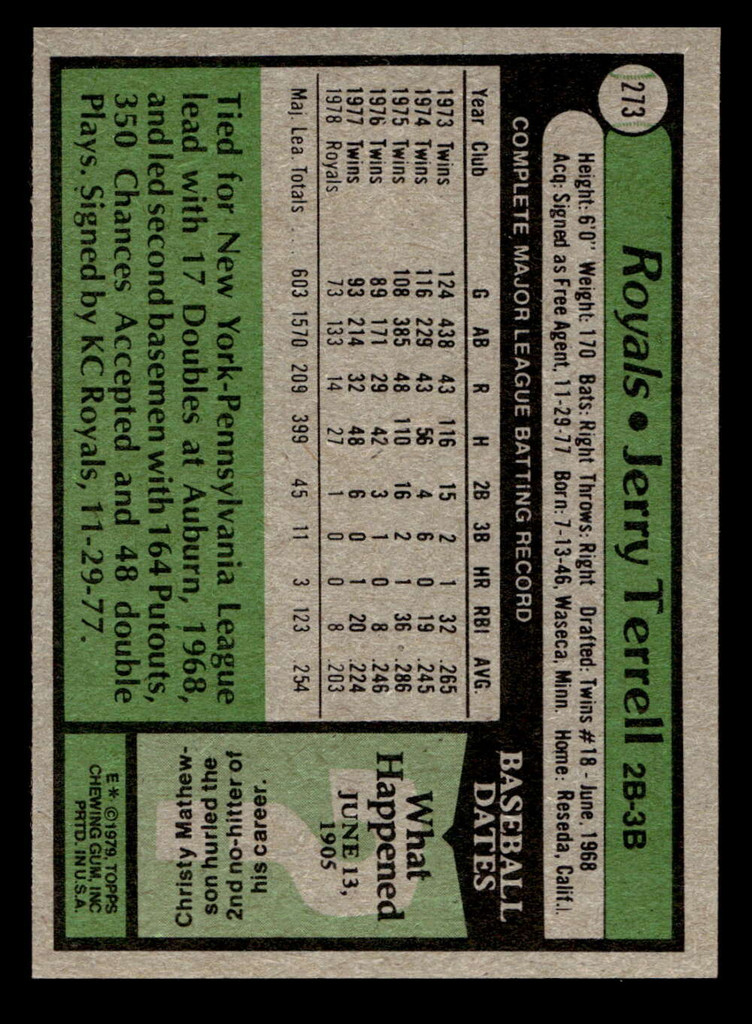 273
Royals • Jerry Terrell 2B-3B
Height: 6'0" Weight: 170 Bats: Right Throws: Right Drafted: Twins #18 - June, 1968
Acq: Signed as Free Agent, 11-29-77 Born: 7-13-46, Waseca, Minn. Home: Reseda, Calif.
COMPLETE MAJOR LEAGUE BATTING RECORD
Year Club G AB R H 2B 3B HR RBI AVG.
1973 Twins 124 438 43 116 15 2 1 32 .265
1974 Twins 116 229 43 56 4 6 0 19 .245
1975 Twins 108 385 48 110 16 2 1 36 .286
1976 Twins 89 171 29 42 3 1 0 8 .246
1977 Twins 93 214 32 48 6 0 1 20 .224
1978 Royals 73 133 14 27 1 0 0 8 .203
Maj. Lea. Totals 603 1570 209 399 45 11 3 123 .254
Tied for New York-Pennsylvania League
lead with 17 Doubles at Auburn, 1968,
and led second basemen with 164 Putouts,
350 Chances Accepted and 48 double
Plays. Signed by KC Royals, 11-29-77.
BASEBALL
DATES
What
Happened
JUNE 13,
1905
Christy Mathew-
son hurled the
2nd no-hitter of
his career.
E* © 1979, TOPPS
CHEWING GUM, INC
PRTD. IN U.S.A.